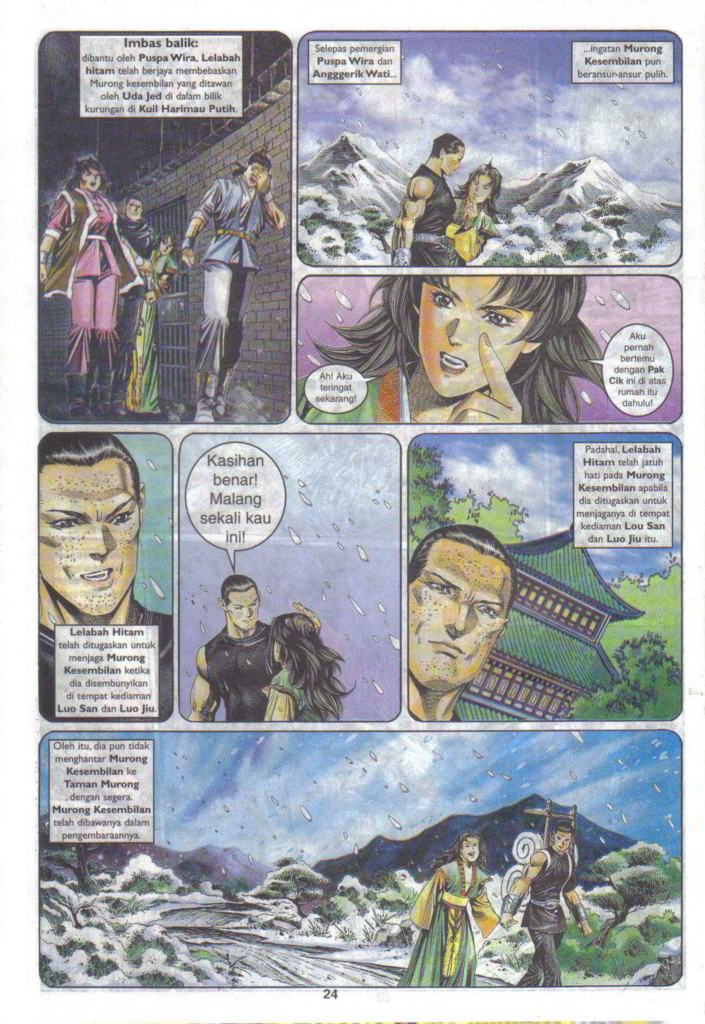 Imbas balik:
dibantu oleh Puspa Wira, Lelabah
hitam telah berjaya membebaskan
Murong kesembilan yang ditawan
oleh Uda Jed di dalam bilik
kurungan di Kuil Harimau Putih.
Selepas pemergian
Puspa Wira dan
Angggerik Wati...
...ingatan Murong
Kesembilan pun
beransur-ansur pulih.
Ah! Aku
teringat
sekarang!
Aku
pernah
bertemu
dengan Pak
Cik ini di atas
rumah itu
dahulu!
Lelabah Hitam
telah ditugaskan untuk
menjaga Murong
Kesembilan ketika
dia disembunyikan
di tempat kediaman
Luo San dan Luo Jiu.
Kasihan
benar!
Malang
sekali kau
ini!
Padahal, Lelabah
Hitam telah jatuh
hati pada Murong
Kesembilan apabila
dia ditugaskan untuk
menjaganya di tempat
kediaman Lou San
dan Luo Jiu itu.
Oleh itu, dia pun tidak
menghantar Murong
Kesembilan ke
Taman Murong
dengan segera.
Murong Kesembilan
telah dibawanya dalam
pengembaraannya.
24